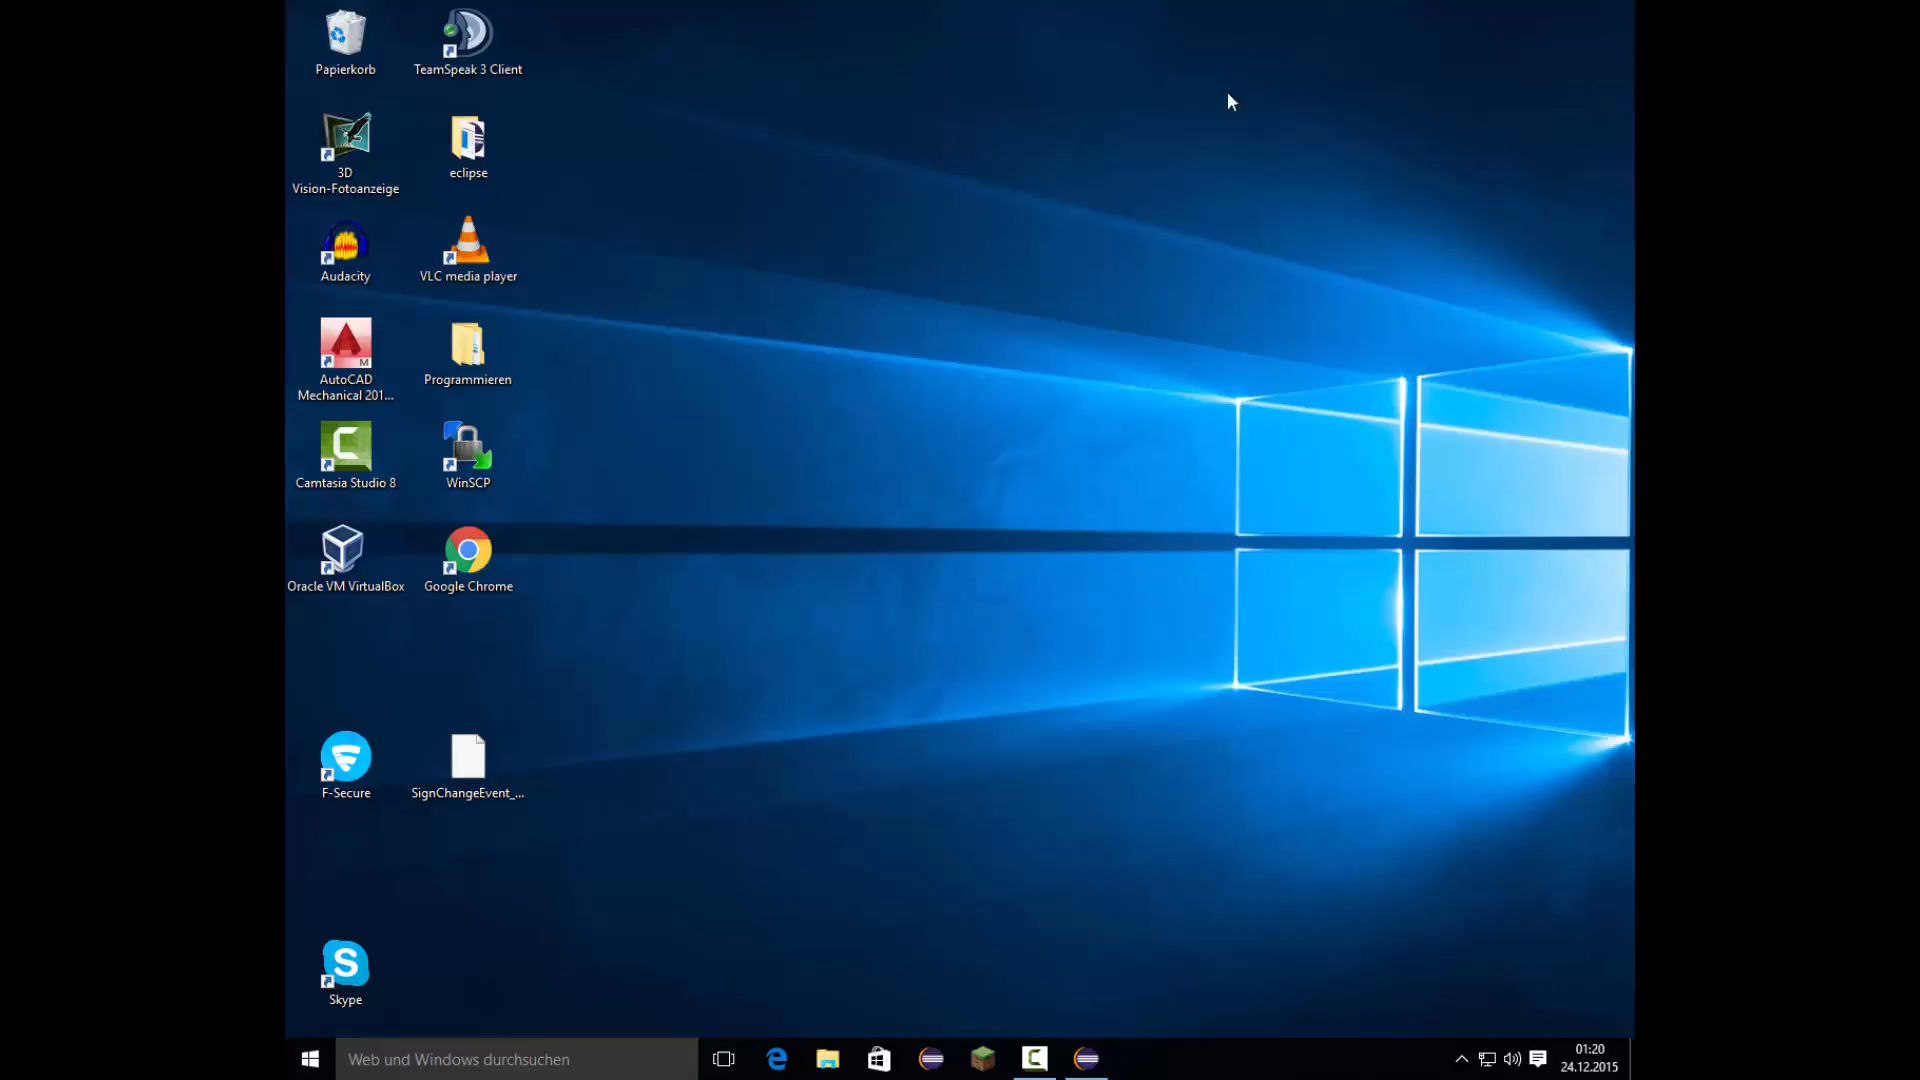 Papierkorb
TeamSpeak 3 Client
3D
Vision-Fotoanzeige
eclipse
Audacity
VLC media player
AutoCAD
Mechanical 201...
M
Programmieren
Camtasia Studio 8
WinSCP
Oracle VM VirtualBox
Google Chrome
F-Secure
SignChangeEvent_...
Skype
Web und Windows durchsuchen
01:20
24.12.2015